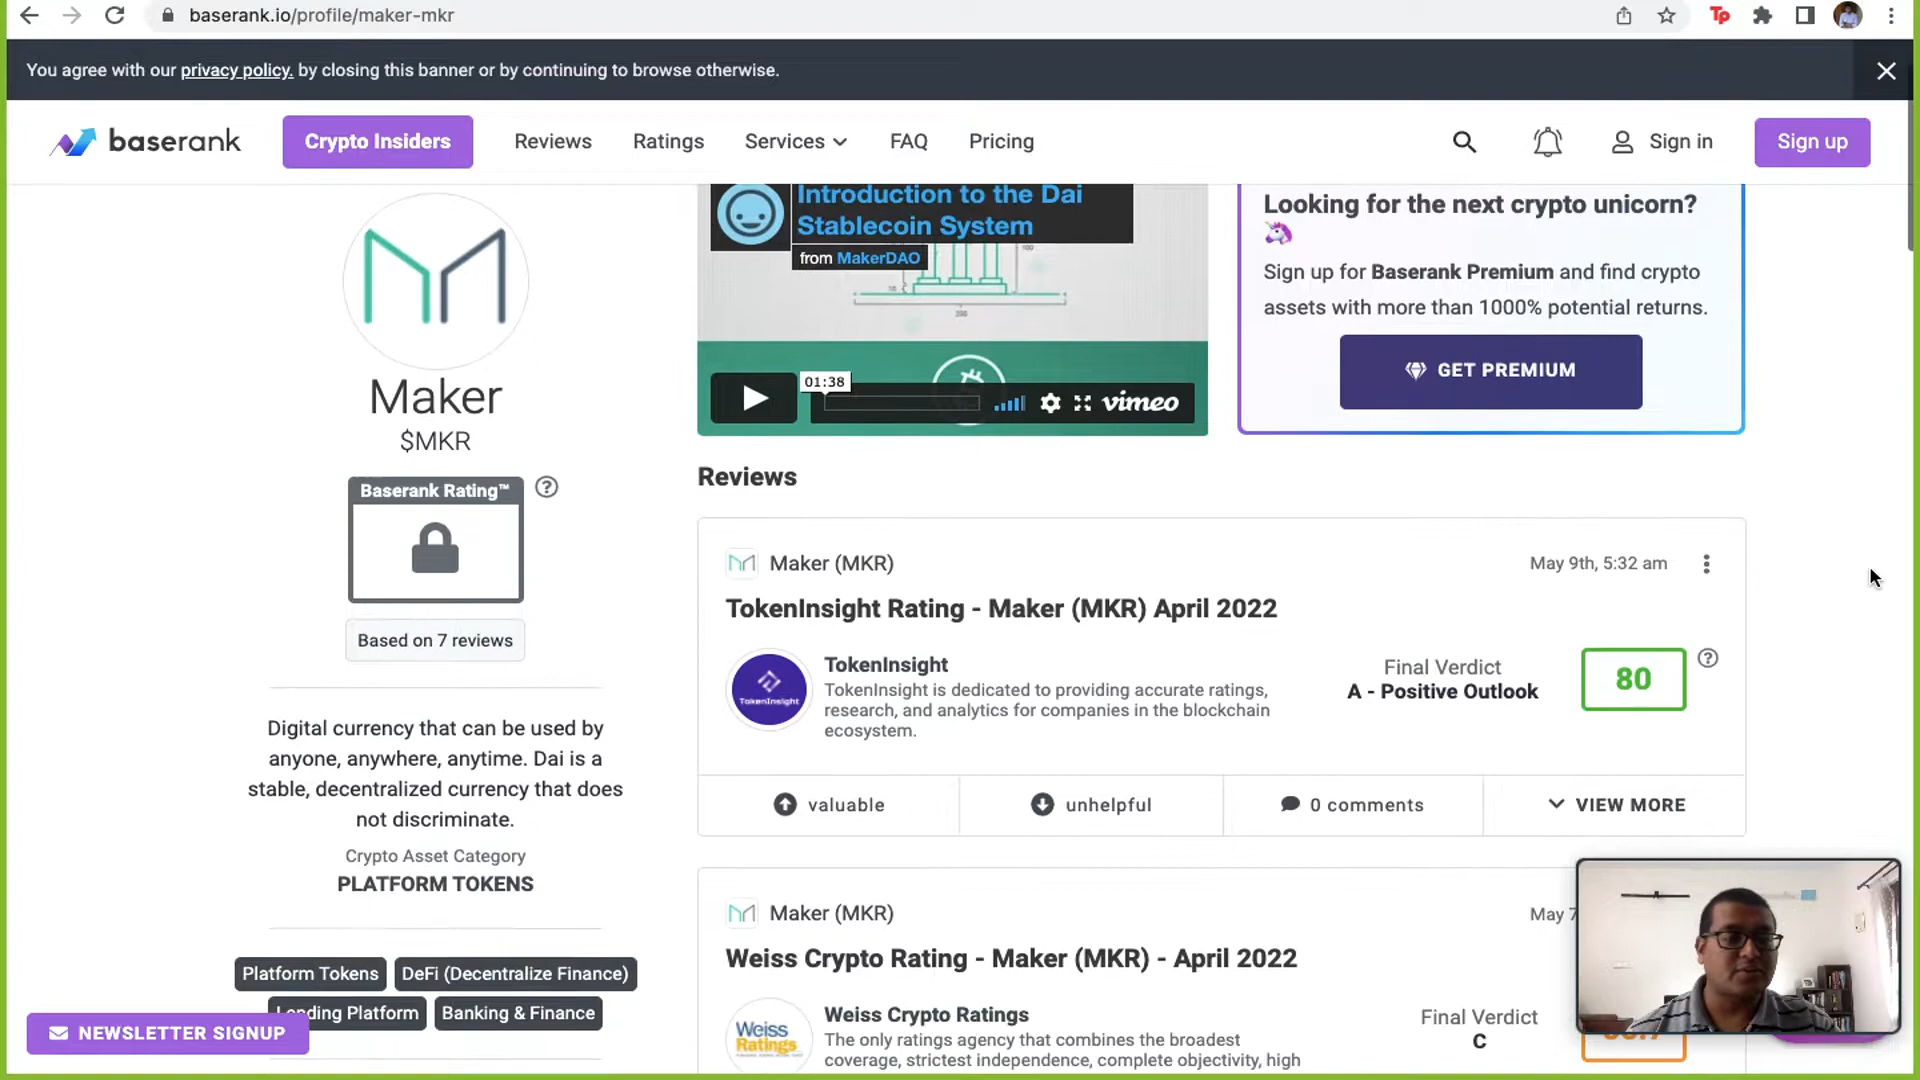 baserank.io/profile/maker-mkr
Tp
You agree with our privacy policy. by closing this banner or by continuing to browse otherwise.
baserank
Crypto Insiders
Reviews
Ratings
Services
FAQ
Pricing
Sign in
Sign up
Maker
$MKR
Baserank Rating™
Based on 7 reviews
Digital currency that can be used by
anyone, anywhere, anytime. Dai is a
stable, decentralized currency that does
not discriminate.
Crypto Asset Category
PLATFORM TOKENS
Platform Tokens
DeFi (Decentralize Finance)
Lending Platform
Banking & Finance
NEWSLETTER SIGNUP
Introduction to the Dai
Stablecoin System
from MakerDAO
01:38
vimeo
Looking for the next crypto unicorn?
Sign up for Baserank Premium and find crypto
assets with more than 1000% potential returns.
GET PREMIUM
Reviews
Maker (MKR)
May 9th, 5:32 am
TokenInsight Rating - Maker (MKR) April 2022
TokenInsight
TokenInsight
TokenInsight is dedicated to providing accurate ratings,
research, and analytics for companies in the blockchain
ecosystem.
Final Verdict
A - Positive Outlook
80
valuable
unhelpful
0 comments
VIEW MORE
Maker (MKR)
May 7
Weiss Crypto Rating - Maker (MKR) - April 2022
Weiss
Ratings
Weiss Crypto Ratings
The only ratings agency that combines the broadest
coverage, strictest independence, complete objectivity, high
Final Verdict
C